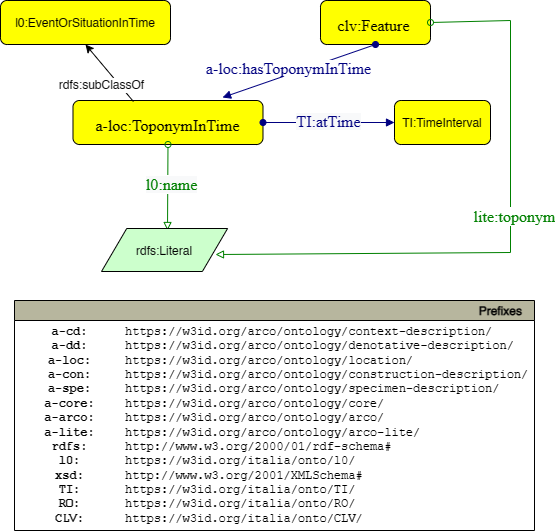 l0:EventOrSituationInTime
clv:Feature
a-loc:hasToponymInTime
rdfs:subClassOf
a-loc:ToponymInTime
TI:atTime
TI:TimeInterval
l0:name
lite:toponym
rdfs:Literal
Prefixes
a-cd: https://w3id.org/arco/ontology/context-description/
a-dd: https://w3id.org/arco/ontology/denotative-description/
a-loc: https://w3id.org/arco/ontology/location/
a-con: https://w3id.org/arco/ontology/construction-description/
a-spe: https://w3id.org/arco/ontology/specimen-description/
a-core: https://w3id.org/arco/ontology/core/
a-arco: https://w3id.org/arco/ontology/arco/
a-lite: https://w3id.org/arco/ontology/arco-lite/
rdfs: http://www.w3.org/2000/01/rdf-schema#
l0: https://w3id.org/italia/onto/l0/
xsd: http://www.w3.org/2001/XMLSchema#
TI: https://w3id.org/italia/onto/TI/
RO: https://w3id.org/italia/onto/RO/
CLV: https://w3id.org/italia/onto/CLV/